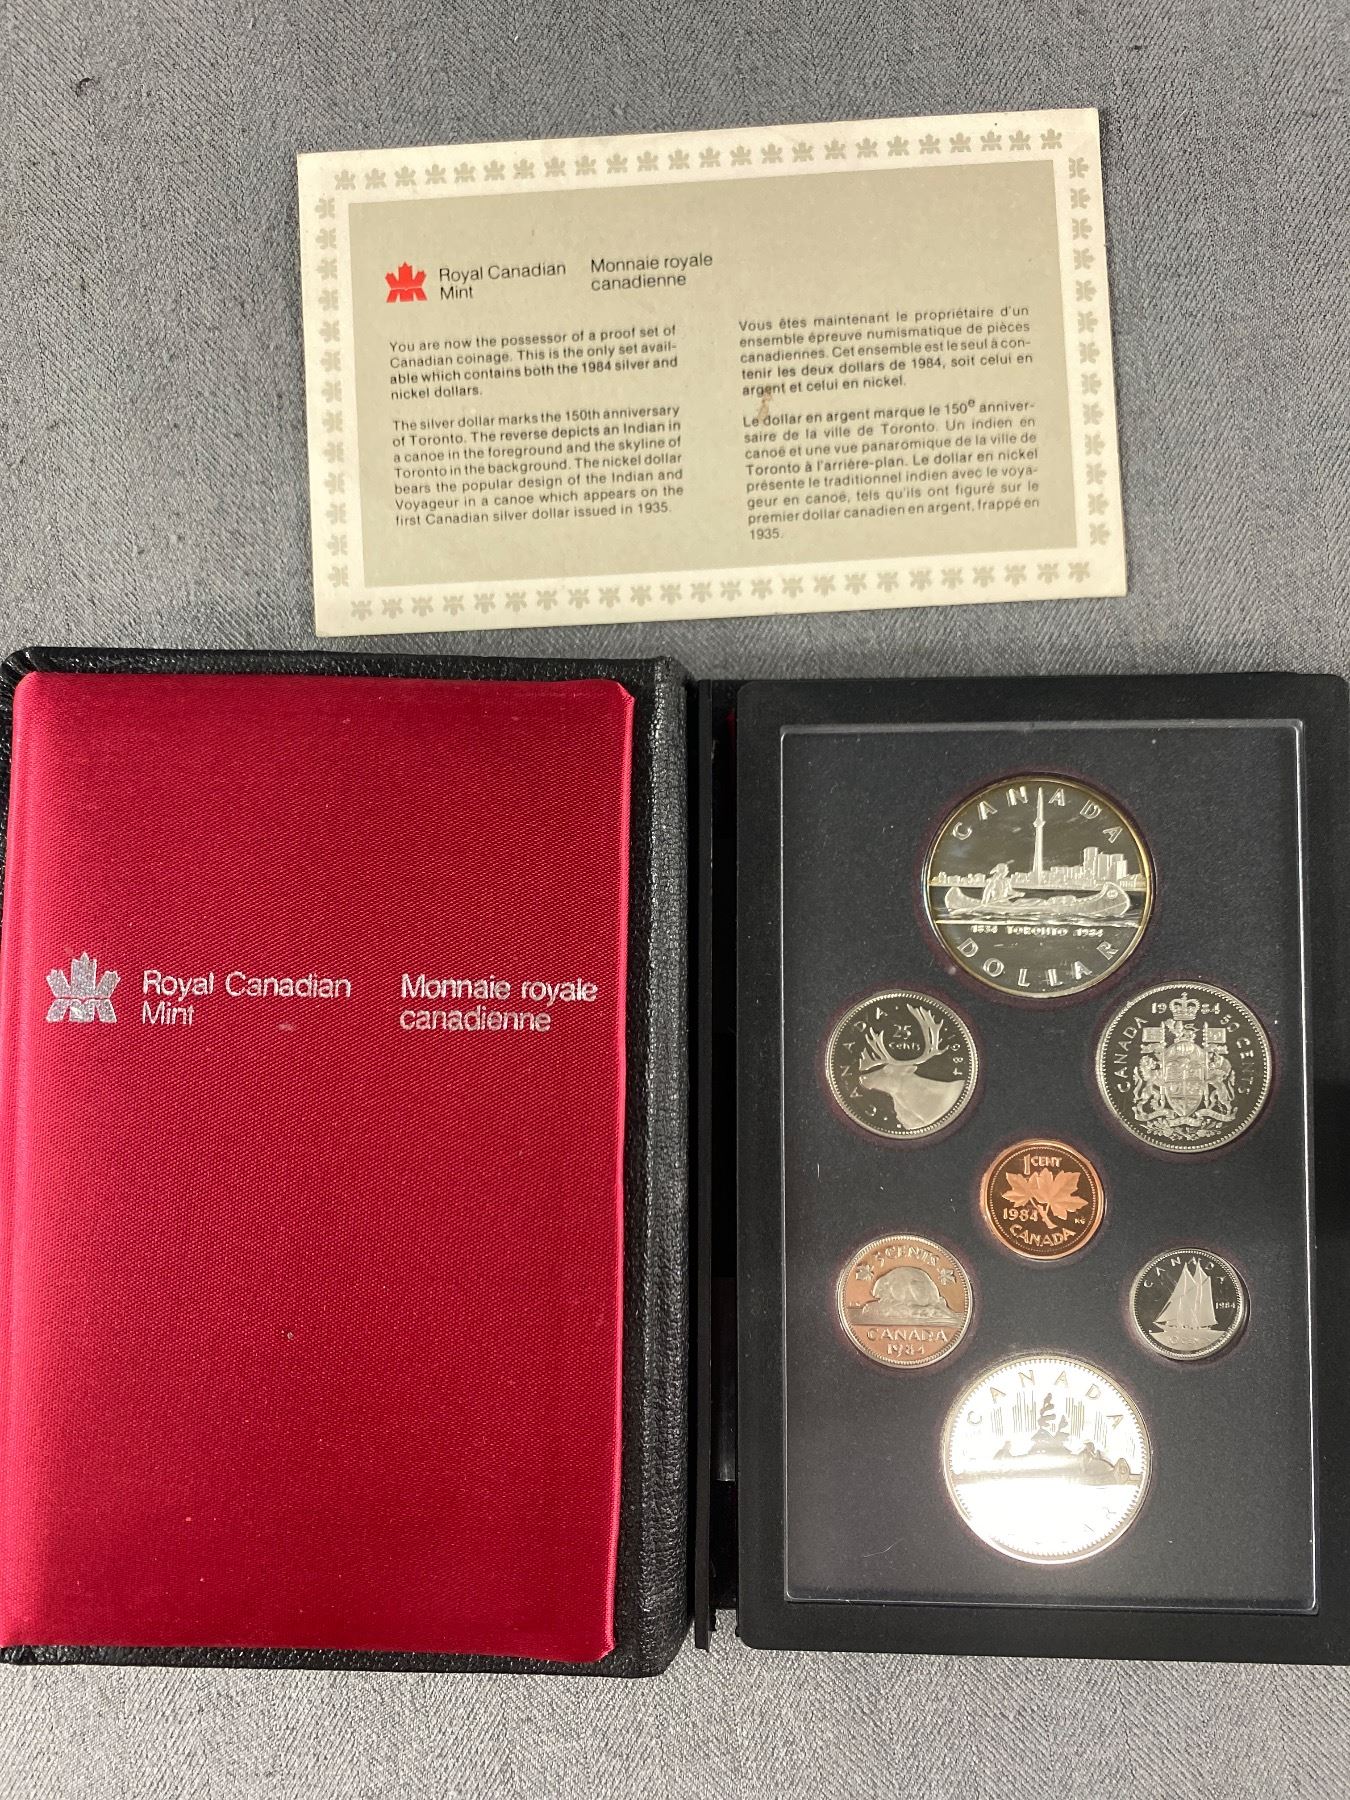 Royal Canadian
Mint
Monnaie royale
canadienne
You are now the possessor of a proof set of
Canadian coinage. This is the only set avail-
able which contains both the 1984 silver and
nickel dollars.
The silver dollar marks the 150th anniversary
of Toronto. The reverse depicts an Indian in
a canoe in the foreground and the skyline of
Toronto in the background. The nickel dollar
bears the popular design of the Indian and
Voyageur in a canoe which appears on the
first Canadian silver dollar issued in 1935.
Vous êtes maintenant le propriétaire d'un
ensemble épreuve numismatique de pièces
canadiennes. Cet ensemble est le seul à con-
tenir les deux dollars de 1984, soit celui en
argent et celui en nickel.
Le dollar en argent marque le 150e anniver-
saire de la ville de Toronto. Un indien en
canoë et une vue panaromique de la ville de
Toronto à l'arrière-plan. Le dollar en nickel
présente le traditionnel indien avec le voya-
geur en canoë, tels qu'ils ont figuré sur le
premier dollar canadien en argent, frappé en
1935.
Royal Canadian
Mint
Monnaie royale
canadienne
CANADA
1834 TORONTO 1984
DOLLAR
CANADA
25
cents
1984
1984
CANADA
50 CENTS
1 CENT
1984
CANADA
5 CENTS
CANADA
1984
CANADA
1984
CANADA